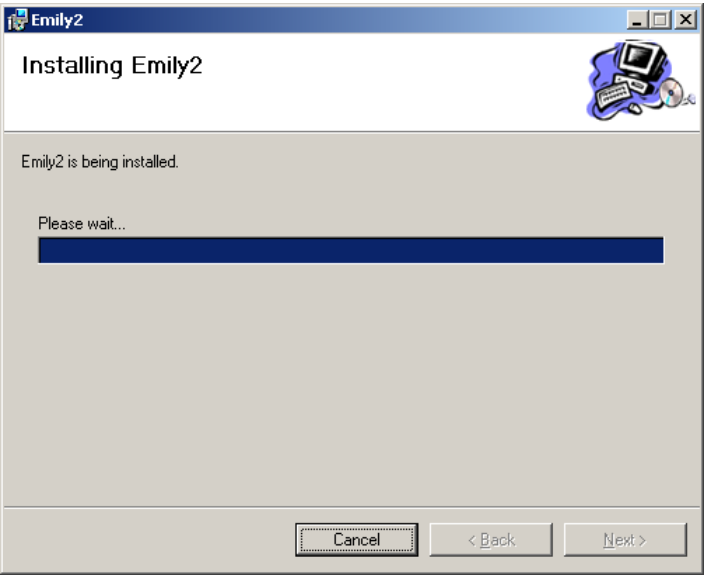 Emily2
Installing Emily2
Emily2 is being installed.
Please wait...
Cancel
< Back
Next >